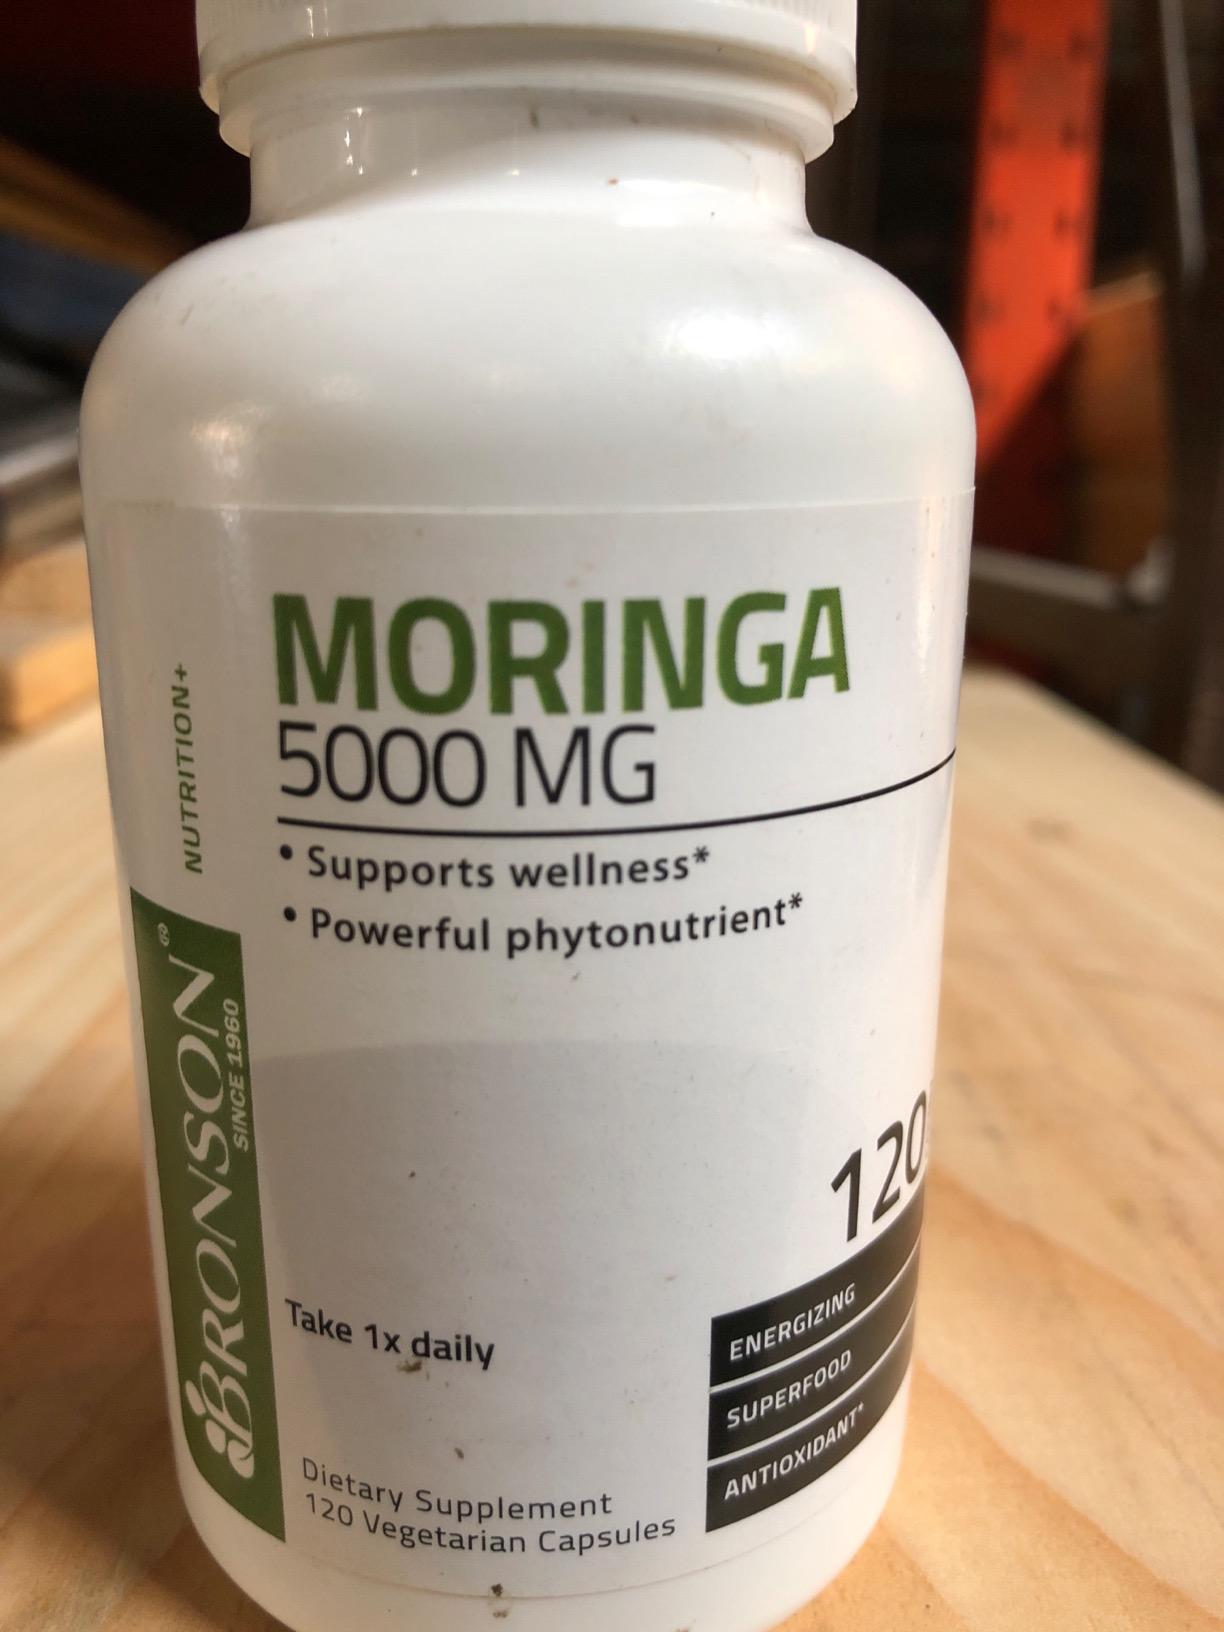 MORINGA
5000 MG
• Supports wellness*
• Powerful phytonutrient*
NUTRITION+
BRONSON®
SINCE 1960
120
ENERGIZING
SUPERFOOD
ANTIOXIDANT*
Take 1x daily
Dietary Supplement
120 Vegetarian Capsules